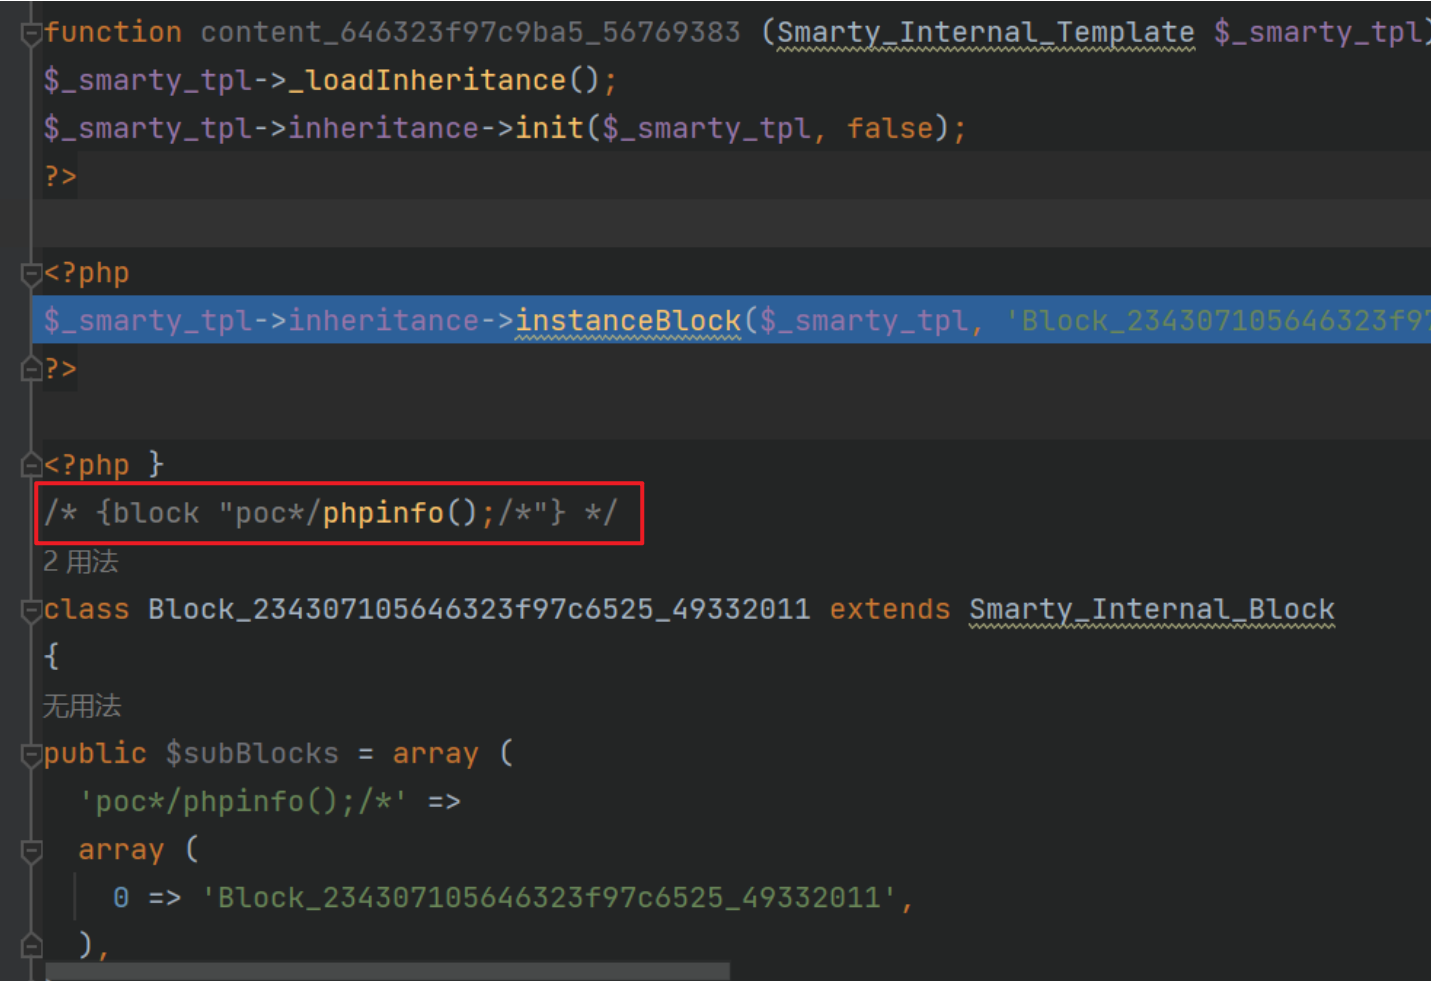 function content_646323f97c9ba5_56769383 (Smarty_Internal_Template $_smarty_tpl)
$_smarty_tpl->_loadInheritance();
$_smarty_tpl->inheritance->init($_smarty_tpl, false);
?>
<?php
$_smarty_tpl->inheritance->instanceBlock($_smarty_tpl, 'Block_234307105646323f97
?>
<?php }
/* {block "poc*/phpinfo();/*"} */
2 用法
class Block_234307105646323f97c6525_49332011 extends Smarty_Internal_Block
{
无用法
public $subBlocks = array (
'poc*/phpinfo();/*' =>
array (
0 => 'Block_234307105646323f97c6525_49332011',
),